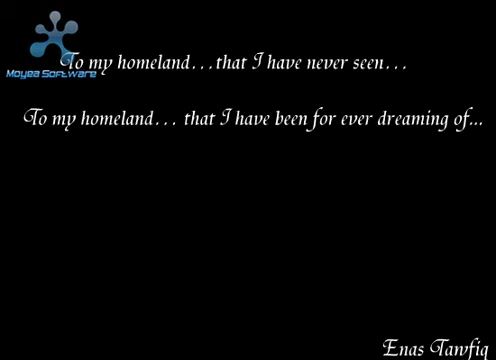 To my homeland...that I have never seen...
Moyea Software
To my homeland... that I have been for ever dreaming of...
Enas Tawfiq